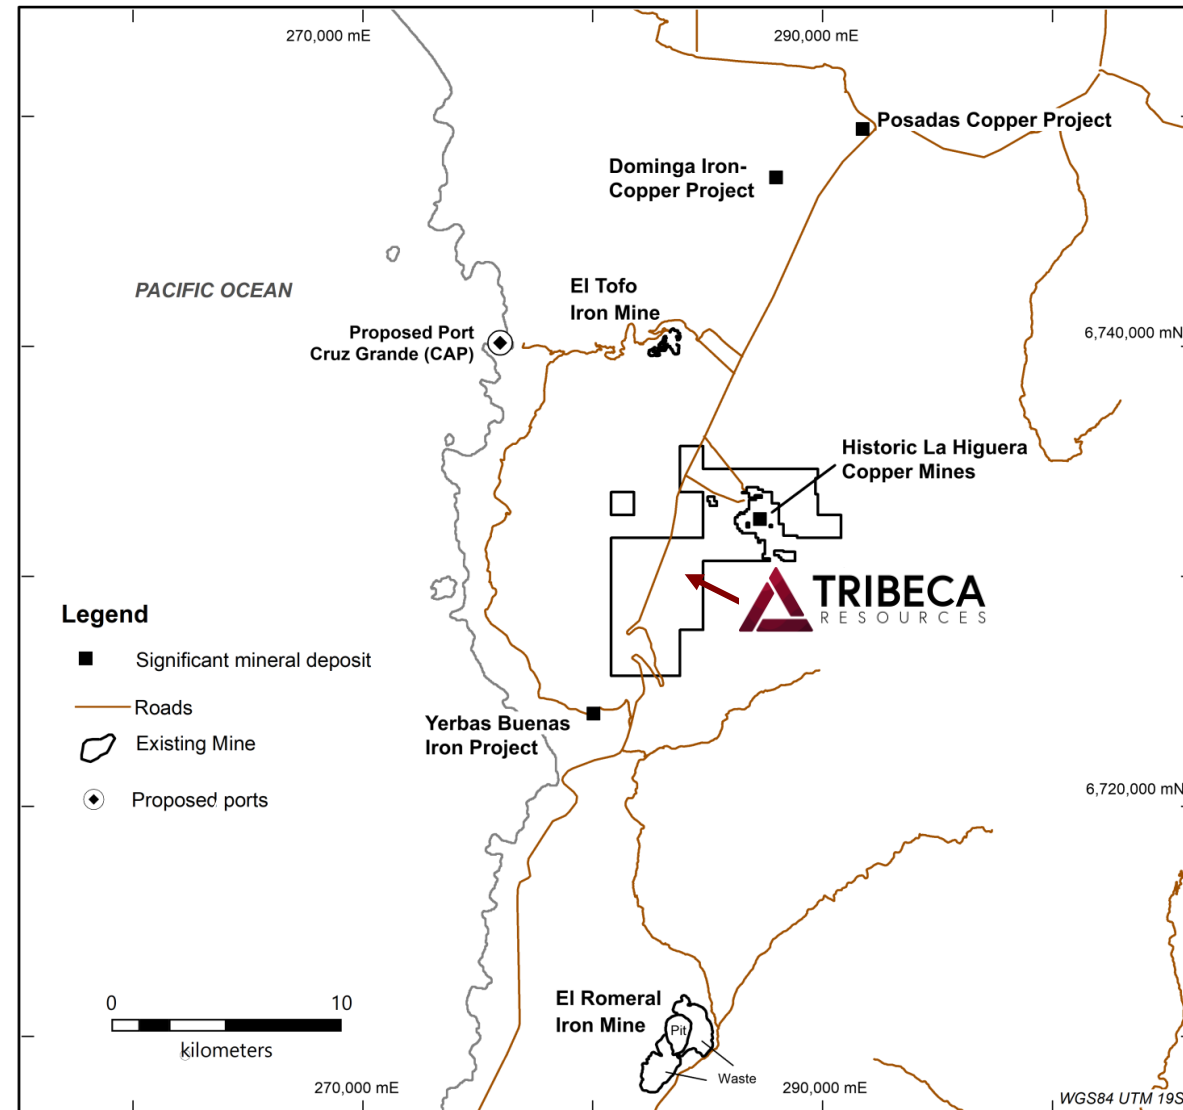 270,000 mE
290,000 mE
Posadas Copper Project
Dominga Iron-
Copper Project
PACIFIC OCEAN
El Tofo
Iron Mine
Proposed Port
Cruz Grande (CAP)
6,740,000 mN
Historic La Higuera
Copper Mines
TRIBECA
RESOURCES
Legend
Significant mineral deposit
Roads
Existing Mine
Proposed ports
Yerbas Buenas
Iron Project
6,720,000 mN
0
10
kilometers
El Romeral
Iron Mine
Pit
Waste
270,000 mE
290,000 mE
WGS84 UTM 19S